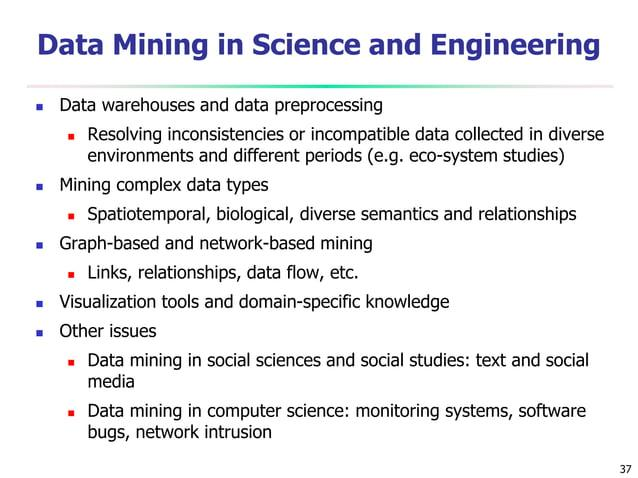 Data Mining in Science and Engineering
Data warehouses and data preprocessing
Resolving inconsistencies or incompatible data collected in diverse
environments and different periods (e.g. eco-system studies)
Mining complex data types
Spatiotemporal, biological, diverse semantics and relationships
Graph-based and network-based mining
Links, relationships, data flow, etc.
Visualization tools and domain-specific knowledge
Other issues
Data mining in social sciences and social studies: text and social
media
Data mining in computer science: monitoring systems, software
bugs, network intrusion
37